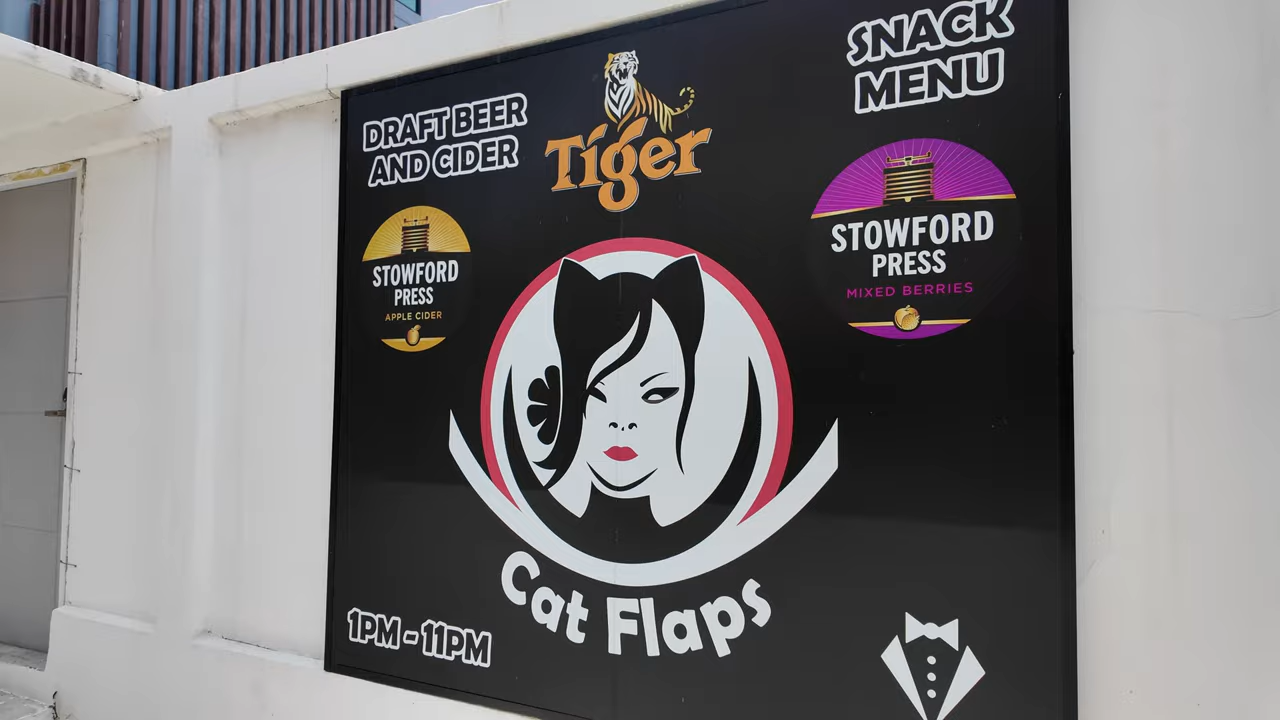 DRAFT BEER
AND CIDER
Tiger
SNACK
MENU
STOWFORD
PRESS
APPLE CIDER
STOWFORD
PRESS
MIXED BERRIES
Cat Flaps
1PM - 11PM